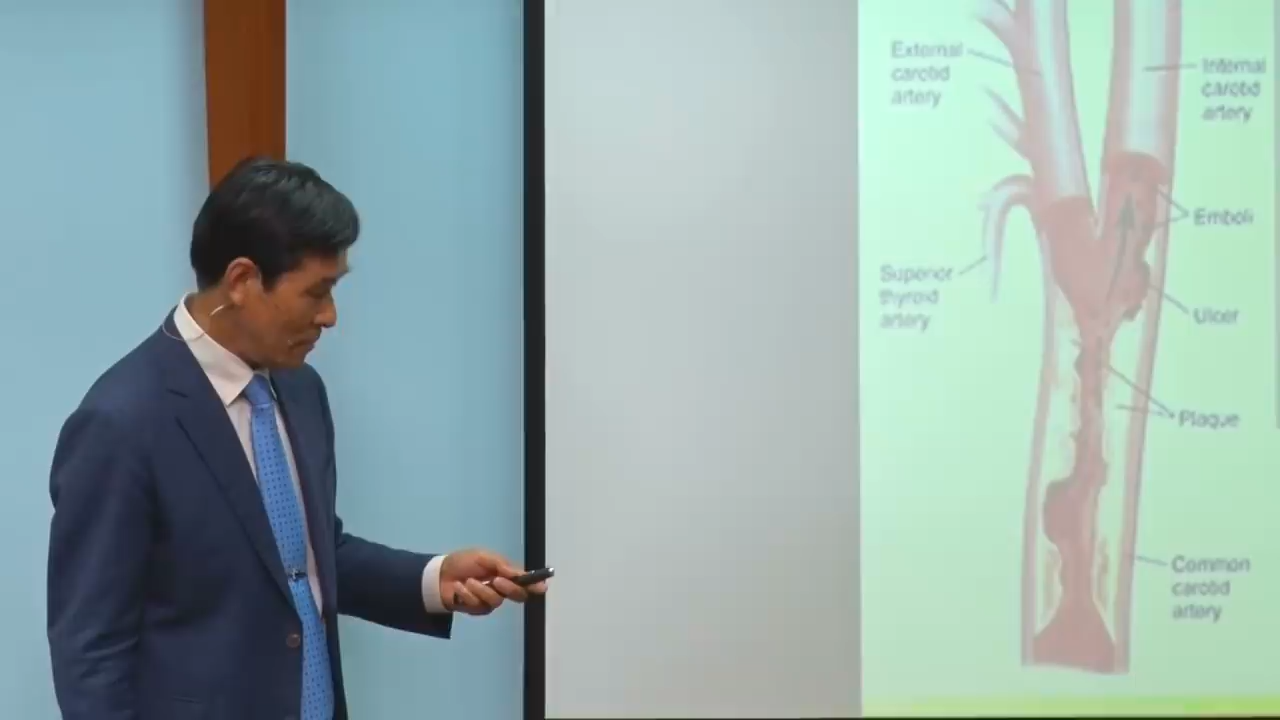 External
carotid
artery
Internal
carotid
artery
Emboli
Superior
thyroid
artery
Ulcer
Plaque
Common
carotid
artery